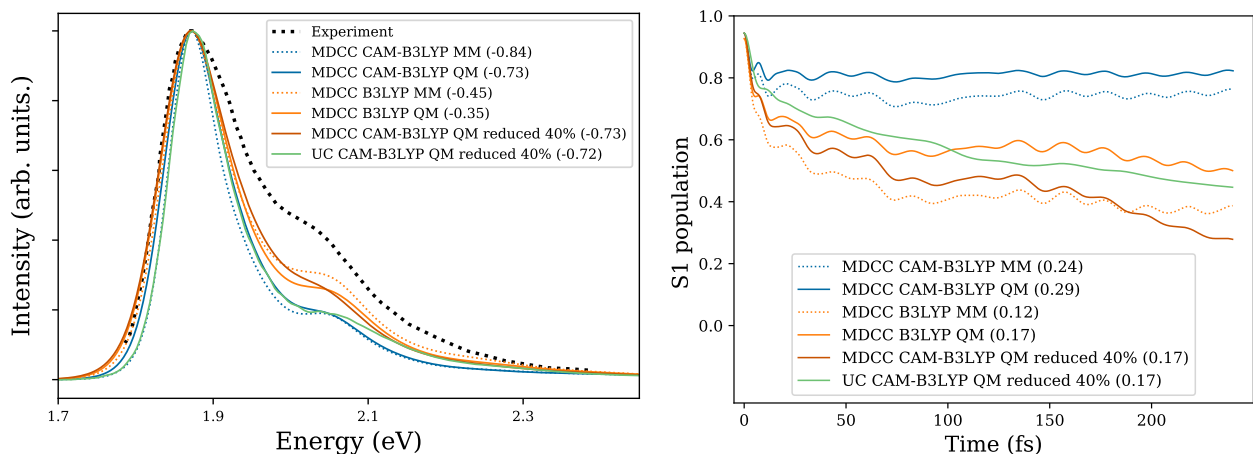 Intensity (arb. units.
Experiment
MDCC CAM-B3LYP MM (-0.84)
MDCC CAM-B3LYP QM (-0.73)
MDCC B3LYP MM (-0.45)
MDCC B3LYP QM (-0.35)
MDCC CAM-B3LYP QM reduced 40% (-0.73)
UC CAM-B3LYP QM reduced 40% (-0.72)
1.7
1.9
2.1
2.3
Energy (eV)
S1 population
1.0
0.8
0.6
0.4
0.2
0.0
MDCC CAM-B3LYP MM (0.24)
MDCC CAM-B3LYP QM (0.29)
MDCC B3LYP MM (0.12)
MDCC B3LYP QM (0.17)
MDCC CAM-B3LYP QM reduced 40% (0.17)
UC CAM-B3LYP QM reduced 40% (0.17)
0
50
100
150
200
Time (fs)